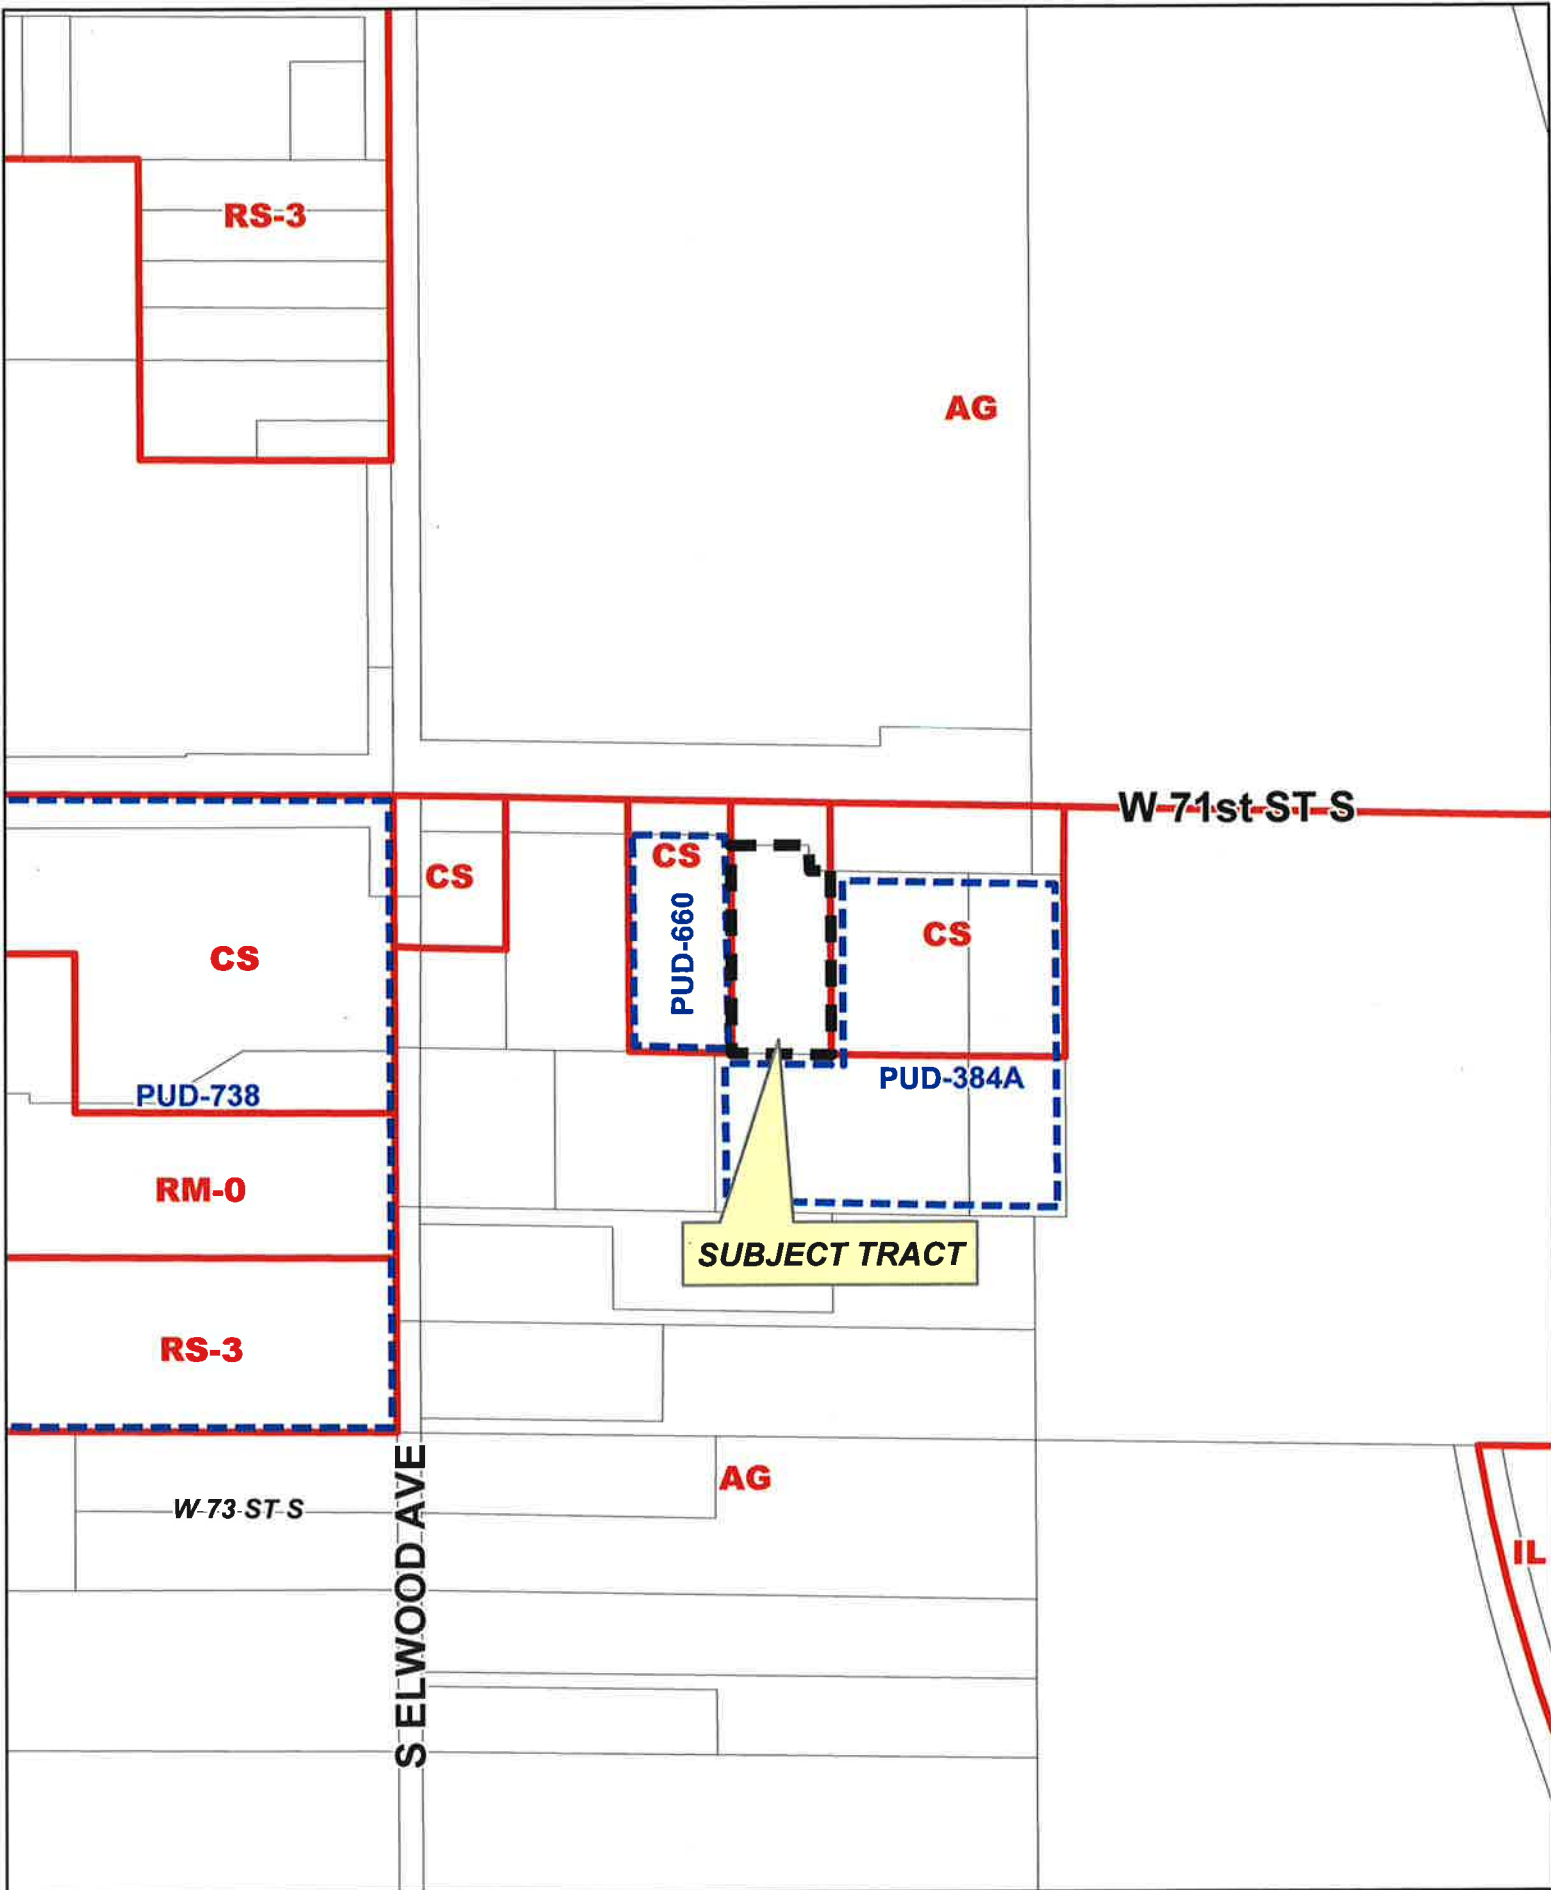 RS-3
AG
W 71st ST S
CS
CS
CS
CS
PUD-660
PUD-384A
PUD-738
RM-0
SUBJECT TRACT
RS-3
AG
W 73 ST S
S ELWOOD AVE
IL